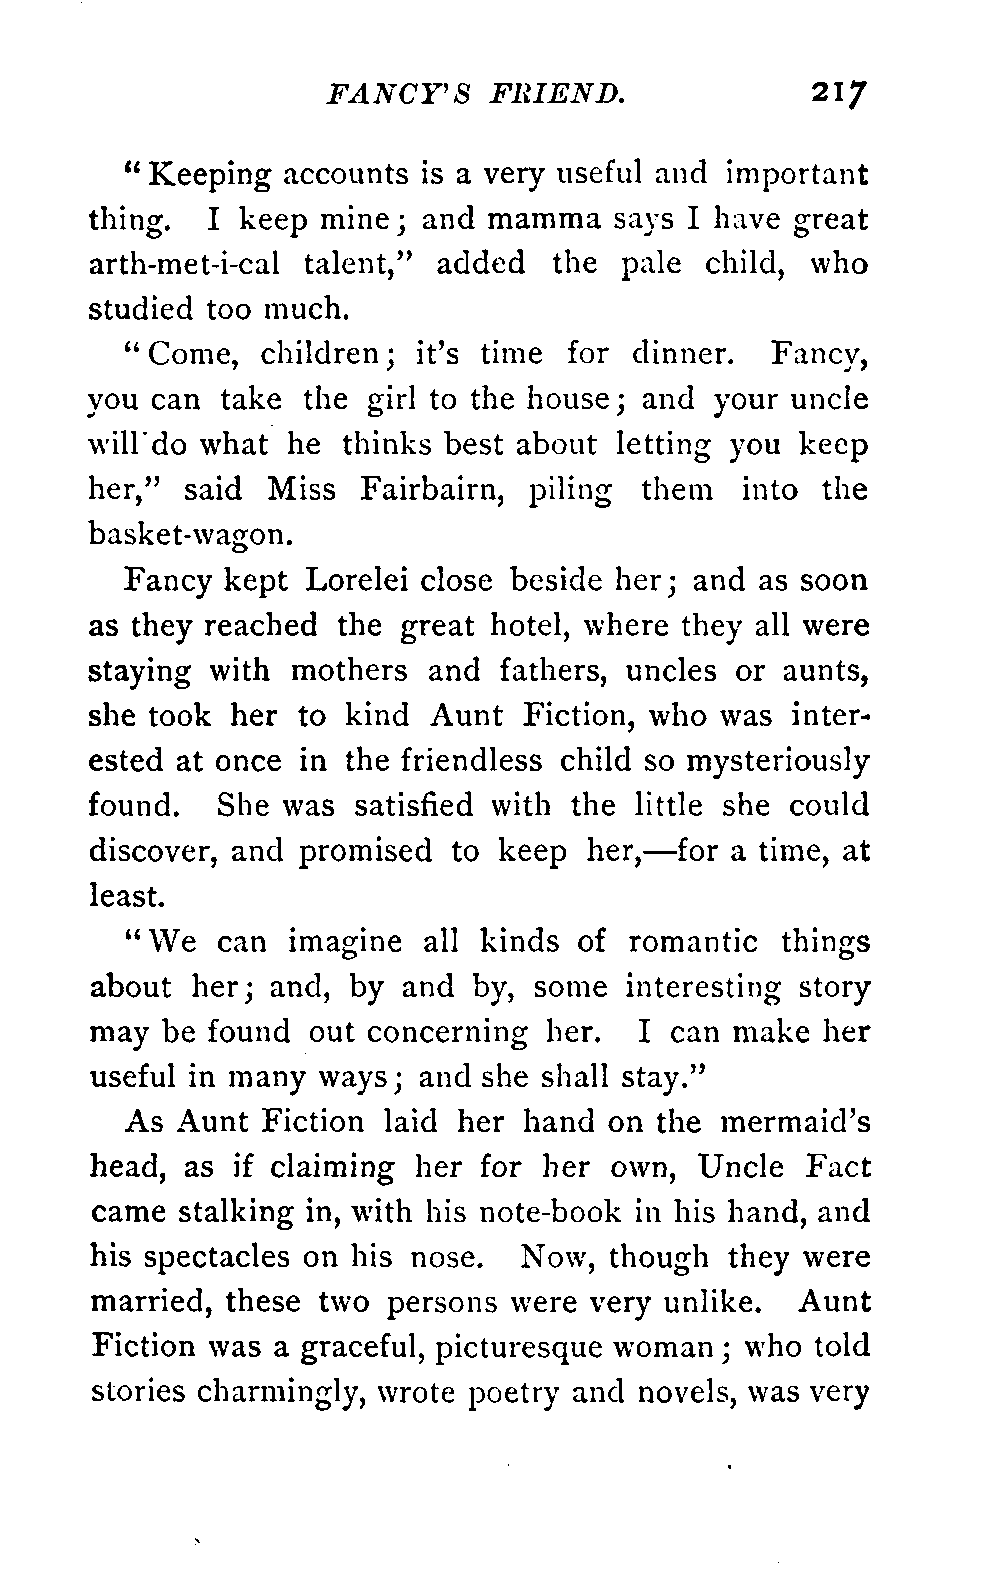 FANCY'S FRIEND. 217
“Keeping accounts is a very useful and important
thing. I keep mine; and mamma says I have great
arth-met-i-cal talent,” added the pale child, who
studied too much.
“Come, children; it's time for dinner. Fancy,
you can take the girl to the house; and your uncle
will do what he thinks best about letting you keep
her,” said Miss Fairbairn, piling them into the
basket-wagon.
Fancy kept Lorelei close beside her; and as soon
as they reached the great hotel, where they all were
staying with mothers and fathers, uncles or aunts,
she took her to kind Aunt Fiction, who was inter-
ested at once in the friendless child so mysteriously
found. She was satisfied with the little she could
discover, and promised to keep her,—for a time, at
least.
“We can imagine all kinds of romantic things
about her; and, by and by, some interesting story
may be found out concerning her. I can make her
useful in many ways; and she shall stay.”
As Aunt Fiction laid her hand on the mermaid's
head, as if claiming her for her own, Uncle Fact
came stalking in, with his note-book in his hand, and
his spectacles on his nose. Now, though they were
married, these two persons were very unlike. Aunt
Fiction was a graceful, picturesque woman; who told
stories charmingly, wrote poetry and novels, was very